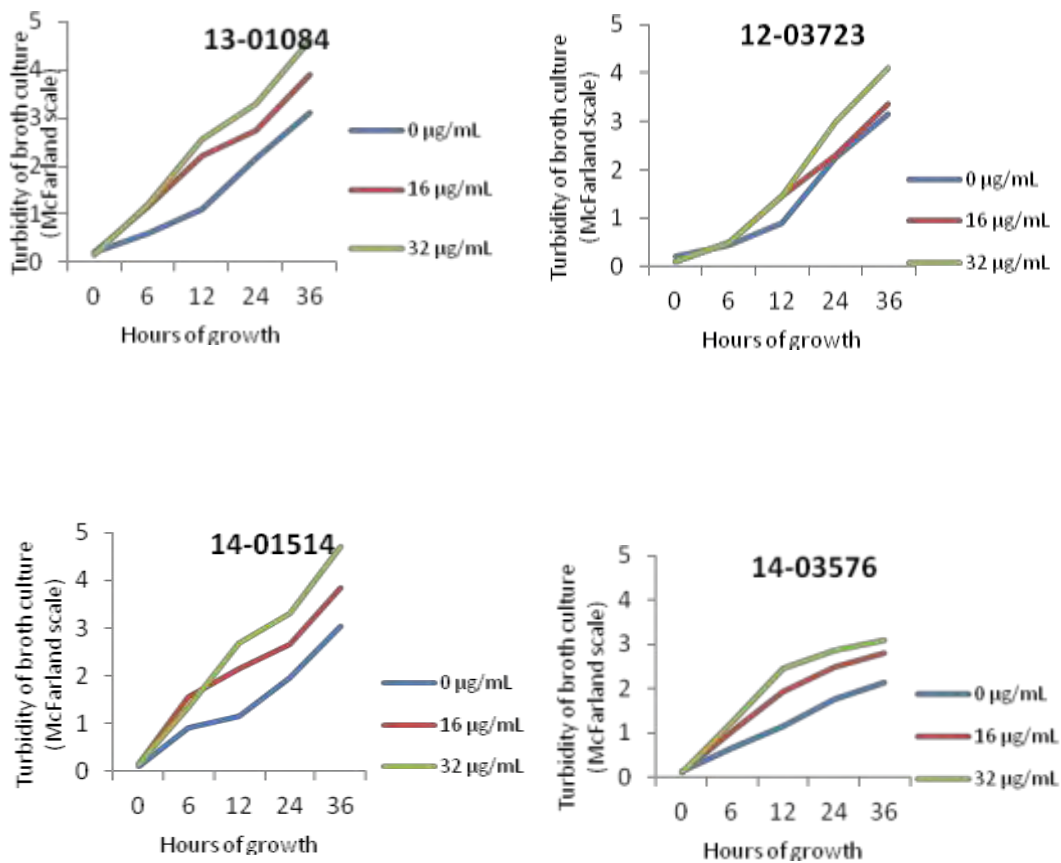 13-01084
Turbidity of broth culture
(McFarland scale)
5
4
3
2
1
0
0 6 12 24 36
Hours of growth
0 µg/mL
16 µg/mL
32 µg/mL
12-03723
Turbidity of broth culture
(McFarland scale)
5
4
3
2
1
0
0 6 12 24 36
Hours of growth
0 µg/mL
16 µg/mL
32 µg/mL
14-01514
Turbidity of broth culture
(McFarland scale)
5
4
3
2
1
0
0 6 12 24 36
Hours of growth
0 µg/mL
16 µg/mL
32 µg/mL
14-03576
Turbidity of broth culture
(McFarland scale)
5
4
3
2
1
0
0 6 12 24 36
Hours of growth
0 µg/mL
16 µg/mL
32 µg/mL